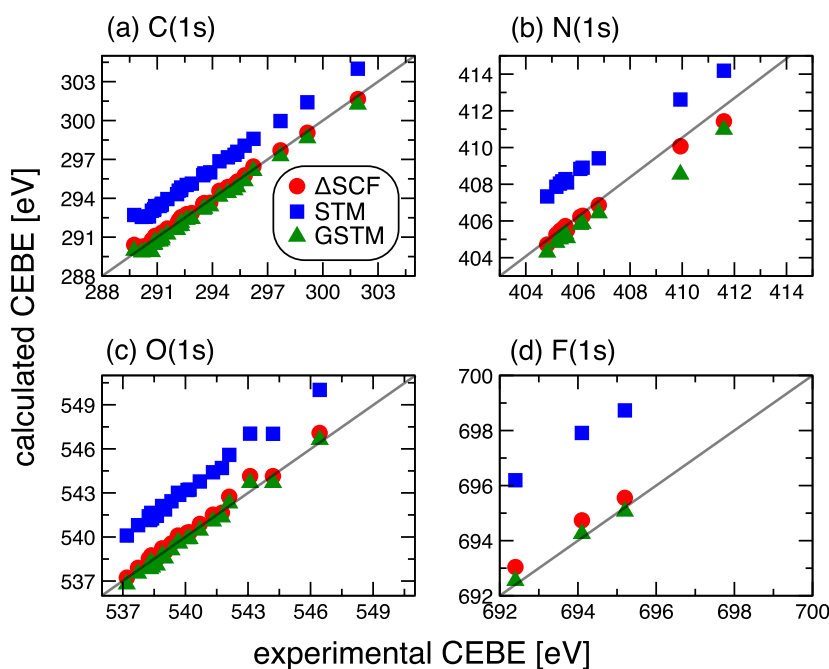 (a) C(1s)
(b) N(1s)
303
300
297
294
291
288
288 291 294 297 300 303
ΔSCF
STM
GSTM
414
412
410
408
406
404
404 406 408 410 412 414
(c) O(1s)
(d) F(1s)
549
546
543
540
537
537 540 543 546 549
700
698
696
694
692
692 694 696 698 700
calculated CEBE [eV]
experimental CEBE [eV]